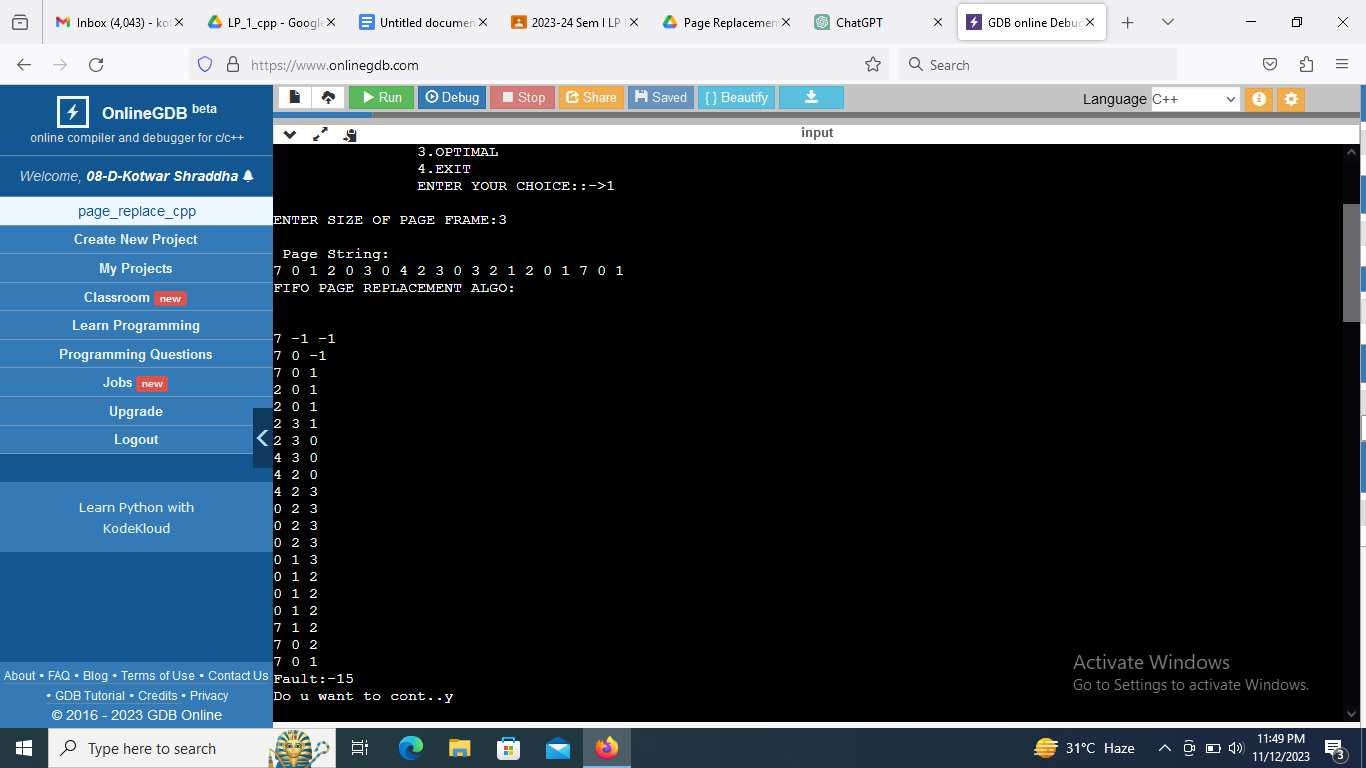 Inbox (4,043) - kot
LP_1_cpp - Google
Untitled documen
2023-24 Sem I LP
Page Replacemen
ChatGPT
GDB online Debug
https://www.onlinegdb.com
Search
OnlineGDB beta
online compiler and debugger for c/c++
Welcome, 08-D-Kotwar Shraddha
page_replace_cpp
Create New Project
My Projects
Classroom new
Learn Programming
Programming Questions
Jobs new
Upgrade
Logout
Learn Python with
KodeKloud
About • FAQ • Blog • Terms of Use • Contact Us
• GDB Tutorial • Credits • Privacy
© 2016 - 2023 GDB Online
Run Debug Stop Share Saved { } Beautify
Language C++
input
3.OPTIMAL
4.EXIT
ENTER YOUR CHOICE::->1
ENTER SIZE OF PAGE FRAME:3
Page String:
7 0 1 2 0 3 0 4 2 3 0 3 2 1 2 0 1 7 0 1
FIFO PAGE REPLACEMENT ALGO:
7 -1 -1
7 0 -1
7 0 1
2 0 1
2 0 1
2 3 1
2 3 0
4 3 0
4 2 0
4 2 3
0 2 3
0 2 3
0 2 3
0 1 3
0 1 2
0 1 2
0 1 2
7 1 2
7 0 2
7 0 1
Fault:-15
Do u want to cont..y
Activate Windows
Go to Settings to activate Windows.
Type here to search
31°C Haze
11:49 PM
11/12/2023
3